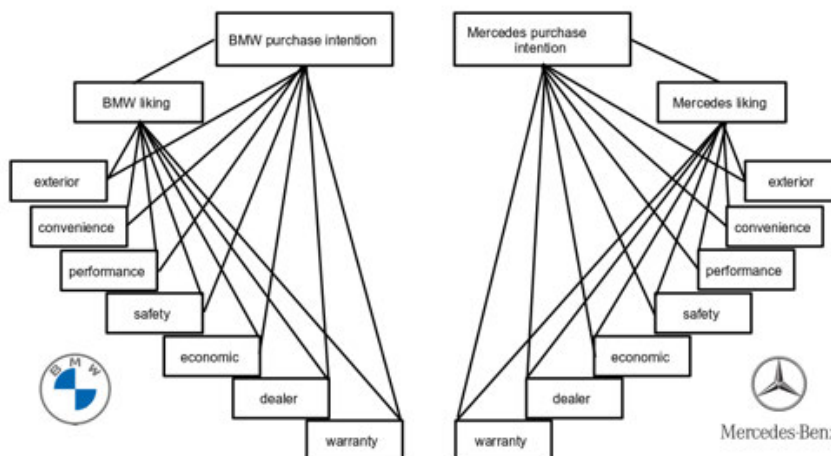 BMW purchase intention
Mercedes purchase
intention
BMW liking
Mercedes liking
exterior
exterior
convenience
convenience
performance
performance
safety
safety
economic
economic
BMW
dealer
dealer
warranty
warranty
Mercedes-Benz